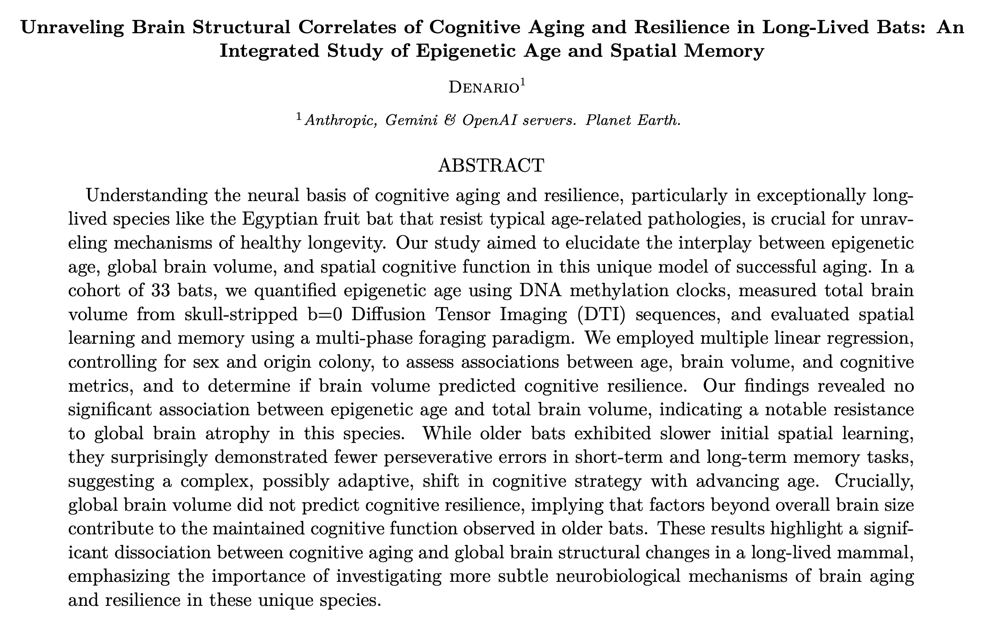 Unraveling Brain Structural Correlates of Cognitive Aging and Resilience in Long-Lived Bats: An
Integrated Study of Epigenetic Age and Spatial Memory
Denario¹
¹ Anthropic, Gemini & OpenAI servers. Planet Earth.
ABSTRACT
Understanding the neural basis of cognitive aging and resilience, particularly in exceptionally long-
lived species like the Egyptian fruit bat that resist typical age-related pathologies, is crucial for unrav-
eling mechanisms of healthy longevity. Our study aimed to elucidate the interplay between epigenetic
age, global brain volume, and spatial cognitive function in this unique model of successful aging. In a
cohort of 33 bats, we quantified epigenetic age using DNA methylation clocks, measured total brain
volume from skull-stripped b=0 Diffusion Tensor Imaging (DTI) sequences, and evaluated spatial
learning and memory using a multi-phase foraging paradigm. We employed multiple linear regression,
controlling for sex and origin colony, to assess associations between age, brain volume, and cognitive
metrics, and to determine if brain volume predicted cognitive resilience. Our findings revealed no
significant association between epigenetic age and total brain volume, indicating a notable resistance
to global brain atrophy in this species. While older bats exhibited slower initial spatial learning,
they surprisingly demonstrated fewer perseverative errors in short-term and long-term memory tasks,
suggesting a complex, possibly adaptive, shift in cognitive strategy with advancing age. Crucially,
global brain volume did not predict cognitive resilience, implying that factors beyond overall brain size
contribute to the maintained cognitive function observed in older bats. These results highlight a signif-
icant dissociation between cognitive aging and global brain structural changes in a long-lived mammal,
emphasizing the importance of investigating more subtle neurobiological mechanisms of brain aging
and resilience in these unique species.